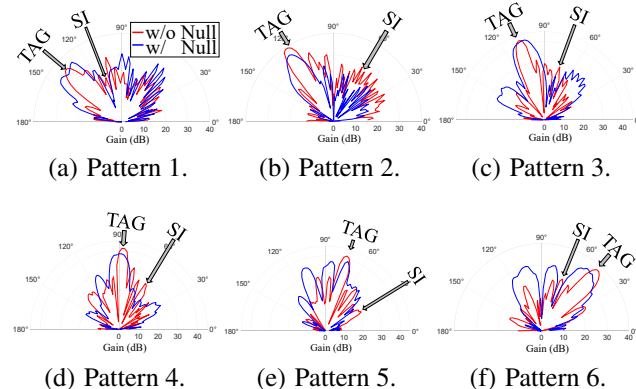 TAG
SI
w/o Null
w/ Null
90°
150°
30°
180°
0°
0 10 20 30 40
Gain (dB)
(a) Pattern 1.
TAG
SI
90°
120°
150°
30°
180°
0°
0 10 20 30 40
Gain (dB)
(b) Pattern 2.
TAG
SI
90°
120°
60°
150°
30°
180°
0°
0 10 20 30 40
Gain (dB)
(c) Pattern 3.
TAG
SI
90°
120°
150°
30°
180°
0°
0 10 20 30 40
Gain (dB)
(d) Pattern 4.
TAG
SI
90°
120°
150°
30°
180°
0°
0 10 20 30 40
Gain (dB)
(e) Pattern 5.
SI
TAG
90°
60°
120°
150°
30°
180°
0°
0 10 20 30 40
Gain (dB)
(f) Pattern 6.